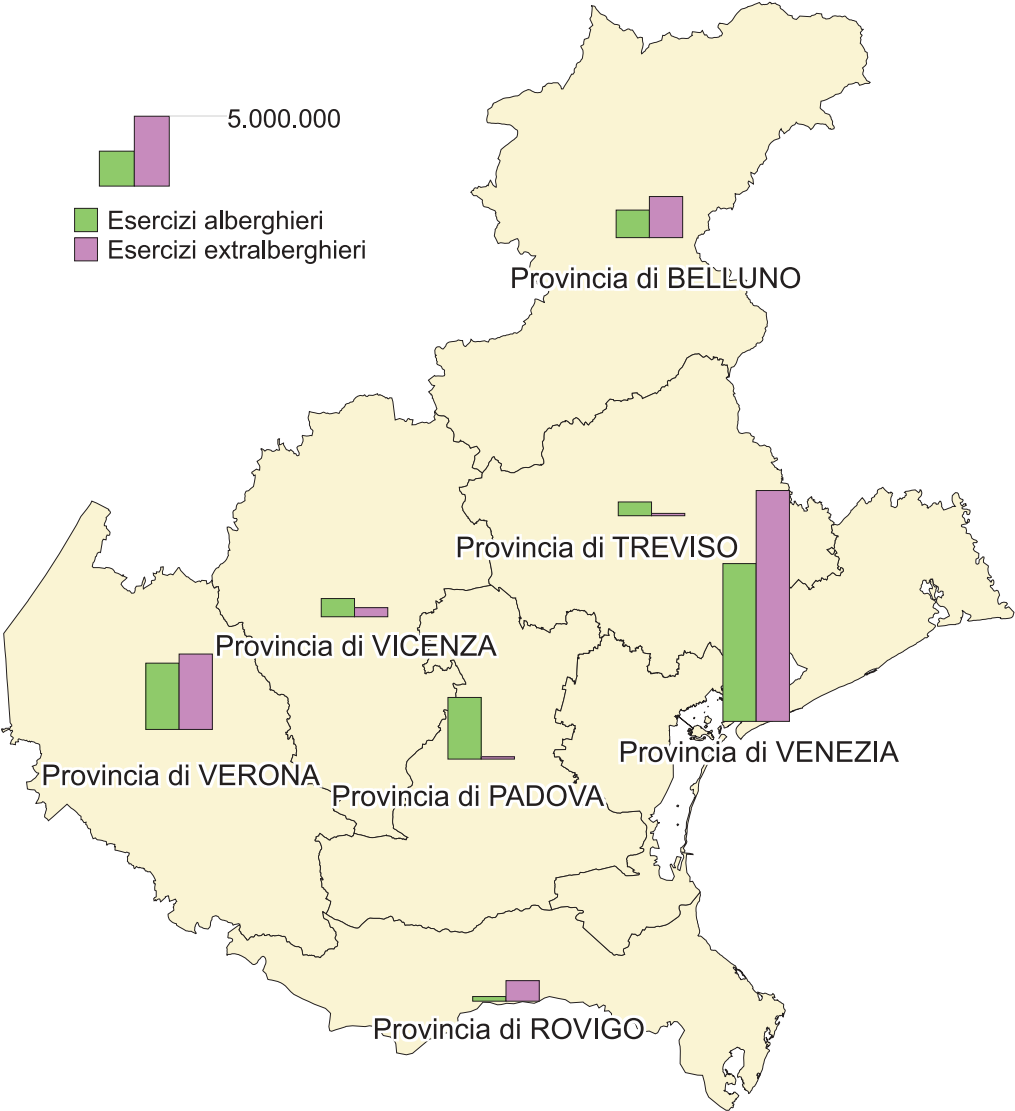 5.000.000
Esercizi alberghieri
Esercizi extralberghieri
Provincia di BELLUNO
Provincia di TREVISO
Provincia di VICENZA
Provincia di VENEZIA
Provincia di VERONA
Provincia di PADOVA
Provincia di ROVIGO